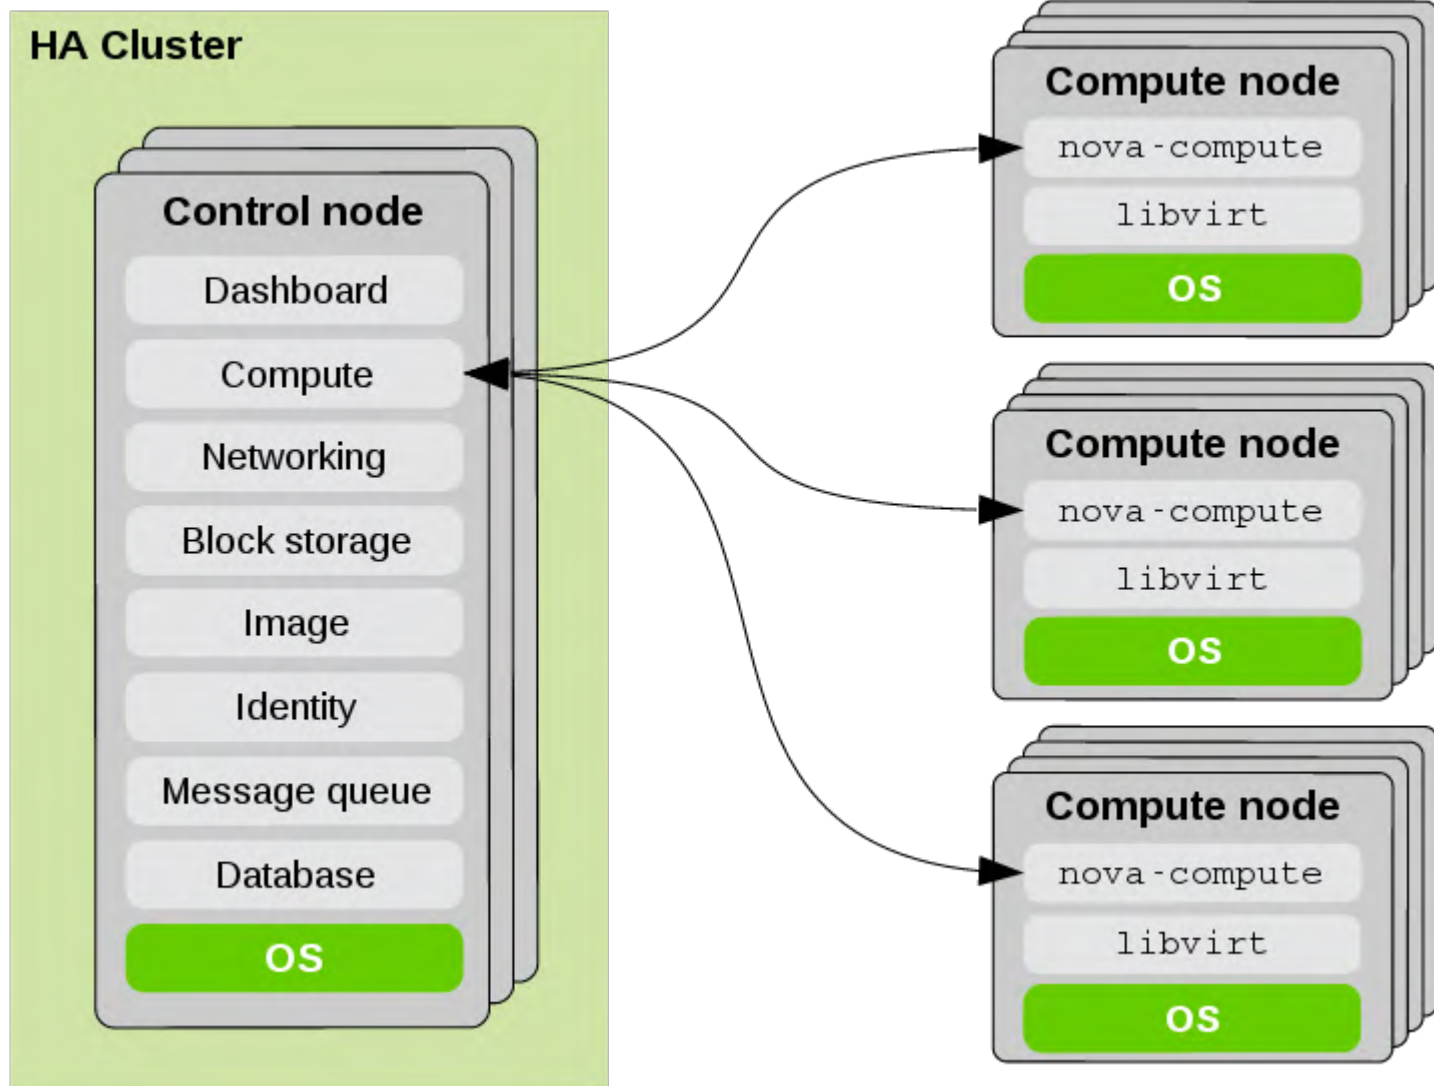 HA Cluster
Control node
Dashboard
Compute
Networking
Block storage
Image
Identity
Message queue
Database
OS
Compute node
nova-compute
libvirt
OS
Compute node
nova-compute
libvirt
OS
Compute node
nova-compute
libvirt
OS